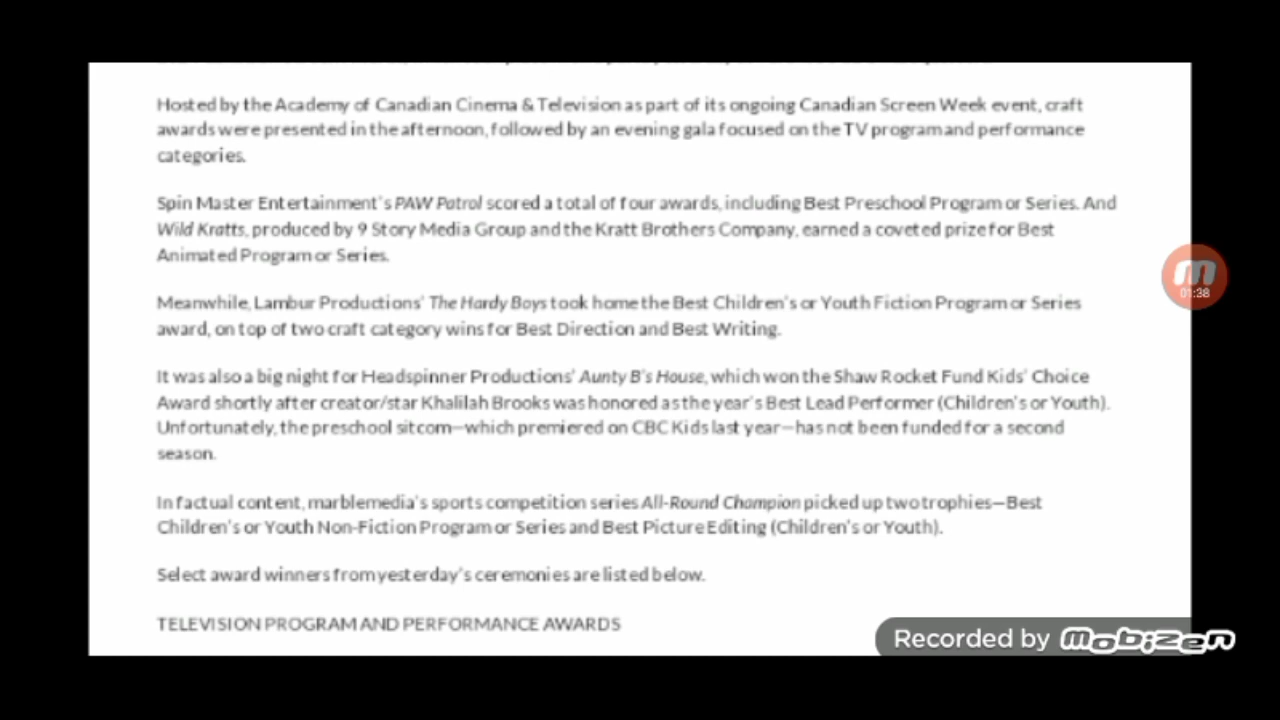 Hosted by the Academy of Canadian Cinema & Television as part of its ongoing Canadian Screen Week event, craft
awards were presented in the afternoon, followed by an evening gala focused on the TV program and performance
categories.
Spin Master Entertainment's PAW Patrol scored a total of four awards, including Best Preschool Program or Series. And
Wild Kratts, produced by 9 Story Media Group and the Kratt Brothers Company, earned a coveted prize for Best
Animated Program or Series.
Meanwhile, Lambur Productions' The Hardy Boys took home the Best Children's or Youth Fiction Program or Series
award, on top of two craft category wins for Best Direction and Best Writing.
It was also a big night for Headspinner Productions' Aunty B's House, which won the Shaw Rocket Fund Kids' Choice
Award shortly after creator/star Khalilah Brooks was honored as the year's Best Lead Performer (Children's or Youth).
Unfortunately, the preschool sitcom—which premiered on CBC Kids last year—has not been funded for a second
season.
In factual content, marblemedia's sports competition series All-Round Champion picked up two trophies—Best
Children's or Youth Non-Fiction Program or Series and Best Picture Editing (Children's or Youth).
Select award winners from yesterday's ceremonies are listed below.
TELEVISION PROGRAM AND PERFORMANCE AWARDS
01:38
Recorded by Mobizen